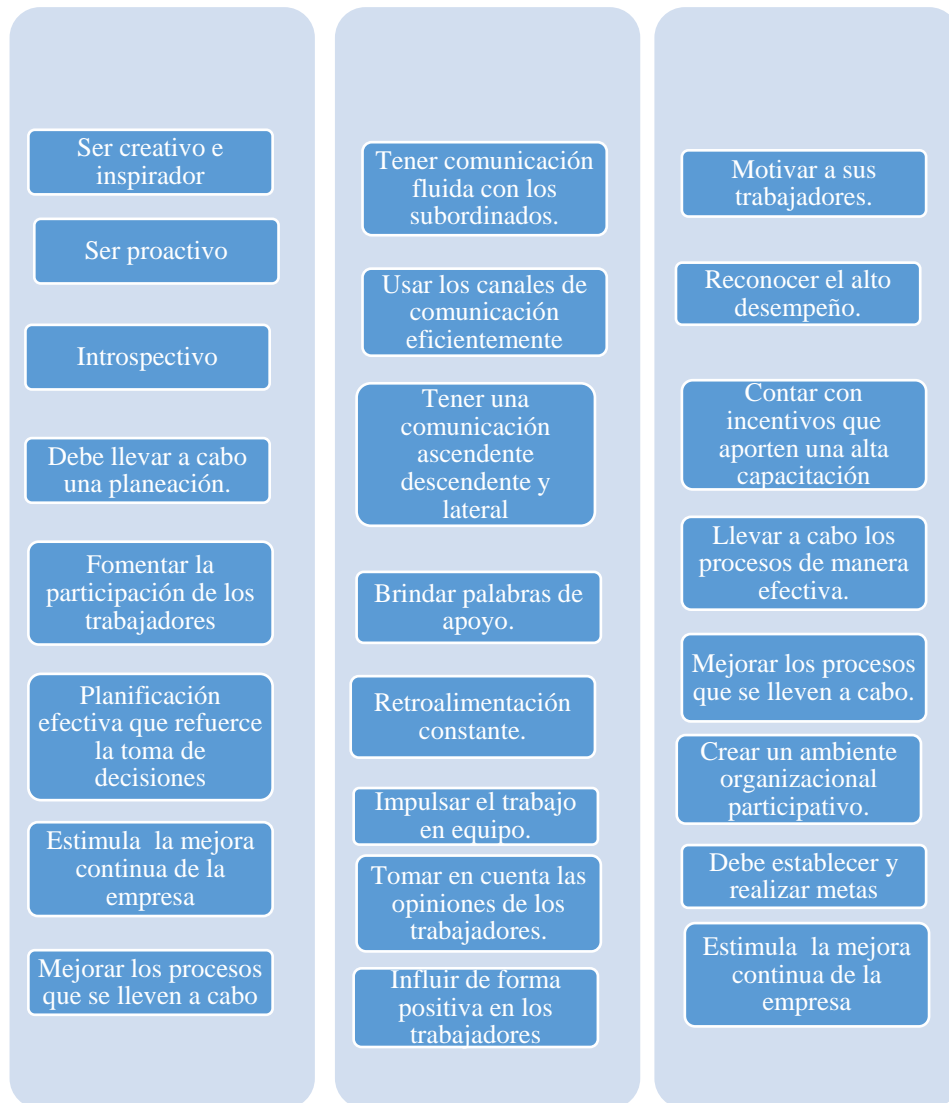 Ser creativo e
inspirador
Ser proactivo
Introspectivo
Debe llevar a cabo
una planeación.
Fomentar la
participación de los
trabajadores
Planificación
efectiva que refuerce
la toma de
decisiones
Estimula  la mejora
continua de la
empresa
Mejorar los procesos
que se lleven a cabo
Tener comunicación
fluida con los
subordinados.
Usar los canales de
comunicación
eficientemente
Tener una
comunicación
ascendente
descendente y
lateral
Brindar palabras de
apoyo.
Retroalimentación
constante.
Impulsar el trabajo
en equipo.
Tomar en cuenta las
opiniones de los
trabajadores.
Influir de forma
positiva en los
trabajadores
Motivar a sus
trabajadores.
Reconocer el alto
desempeño.
Contar con
incentivos que
aporten una alta
capacitación
Llevar a cabo los
procesos de manera
efectiva.
Mejorar los procesos
que se lleven a cabo.
Crear un ambiente
organizacional
participativo.
Debe establecer y
realizar metas
Estimula  la mejora
continua de la
empresa